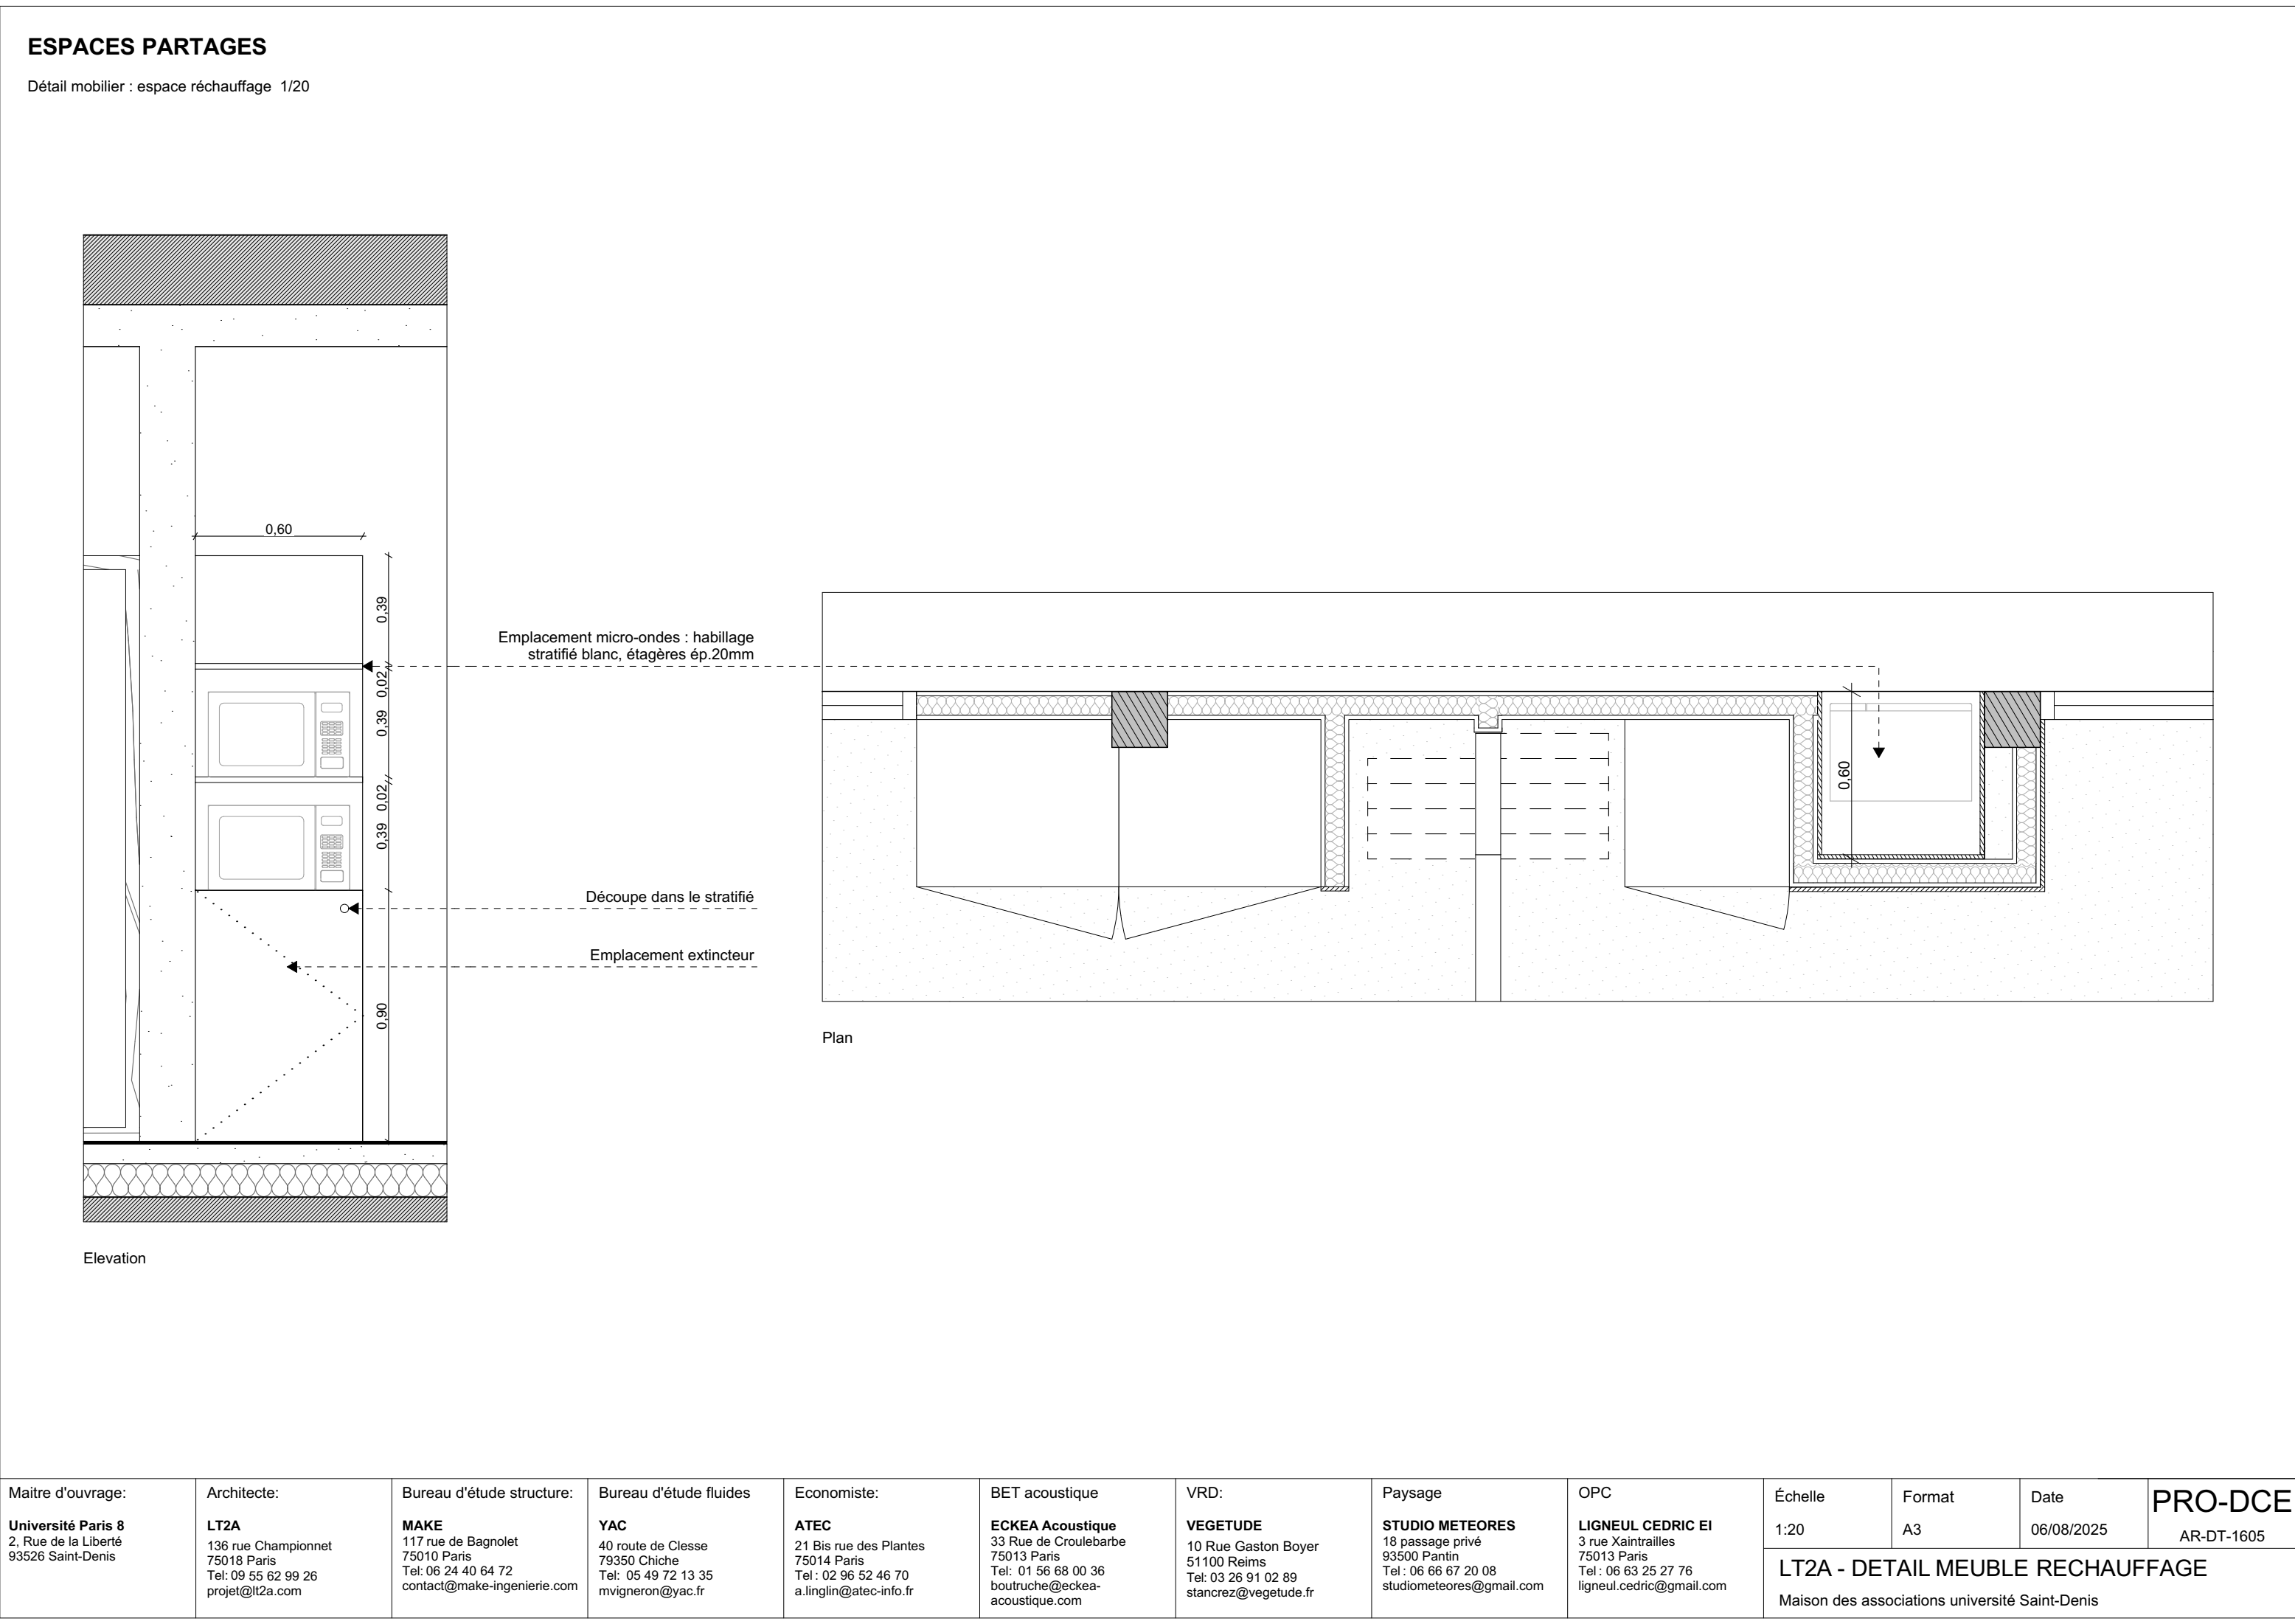 ESPACES PARTAGES
Détail mobilier : espace réchauffage 1/20
0,60
0,39
0,02
0,39
0,02
0,39
0,90
Emplacement micro-ondes : habillage
stratifié blanc, étagères ép.20mm
Découpe dans le stratifié
Emplacement extincteur
Elevation
0,60
Plan
Maitre d'ouvrage:
Université Paris 8
2, Rue de la Liberté
93526 Saint-Denis
Architecte:
LT2A
136 rue Championnet
75018 Paris
Tel: 09 55 62 99 26
projet@lt2a.com
Bureau d'étude structure:
MAKE
117 rue de Bagnolet
75010 Paris
Tel: 06 24 40 64 72
contact@make-ingenierie.com
Bureau d'étude fluides
YAC
40 route de Clesse
79350 Chiche
Tel: 05 49 72 13 35
mvigneron@yac.fr
Economiste:
ATEC
21 Bis rue des Plantes
75014 Paris
Tel : 02 96 52 46 70
a.linglin@atec-info.fr
BET acoustique
ECKEA Acoustique
33 Rue de Croulebarbe
75013 Paris
Tel: 01 56 68 00 36
boutruche@eckea-
acoustique.com
VRD:
VEGETUDE
10 Rue Gaston Boyer
51100 Reims
Tel: 03 26 91 02 89
stancrez@vegetude.fr
Paysage
STUDIO METEORES
18 passage privé
93500 Pantin
Tel : 06 66 67 20 08
studiometeores@gmail.com
OPC
LIGNEUL CEDRIC EI
3 rue Xaintrailles
75013 Paris
Tel : 06 63 25 27 76
ligneul.cedric@gmail.com
Échelle
1:20
Format
A3
Date
06/08/2025
PRO-DCE
AR-DT-1605
LT2A - DETAIL MEUBLE RECHAUFFAGE
Maison des associations université Saint-Denis